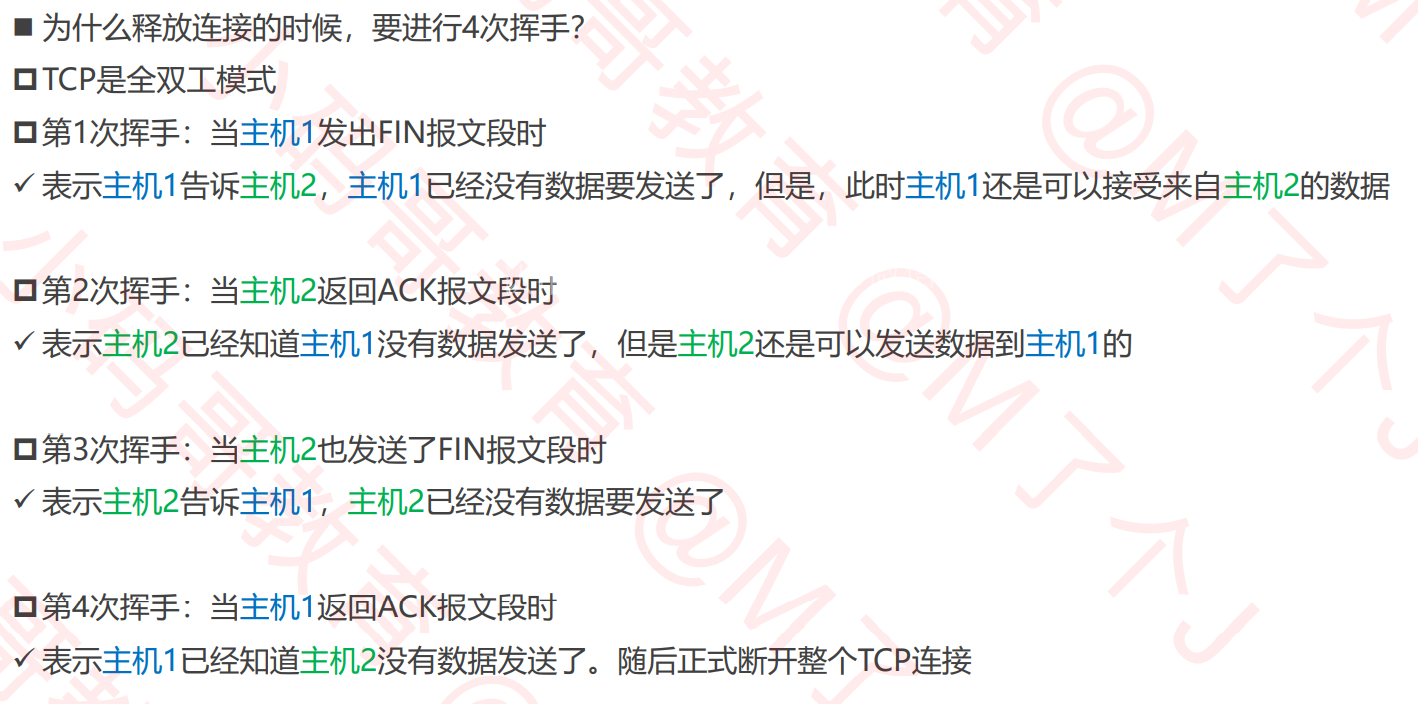 ■ 为什么释放连接的时候，要进行4次挥手？
◘ TCP是全双工模式
◘ 第1次挥手：当主机1发出FIN报文段时
✓ 表示主机1告诉主机2，主机1已经没有数据要发送了，但是，此时主机1还是可以接受来自主机2的数据
◘ 第2次挥手：当主机2返回ACK报文段时
✓ 表示主机2已经知道主机1没有数据发送了，但是主机2还是可以发送数据到主机1的
◘ 第3次挥手：当主机2也发送了FIN报文段时
✓ 表示主机2告诉主机1，主机2已经没有数据要发送了
◘ 第4次挥手：当主机1返回ACK报文段时
✓ 表示主机1已经知道主机2没有数据发送了。随后正式断开整个TCP连接
小码哥教育 @M了个J
小码哥教育 @M了个J
小码哥教育 @M了